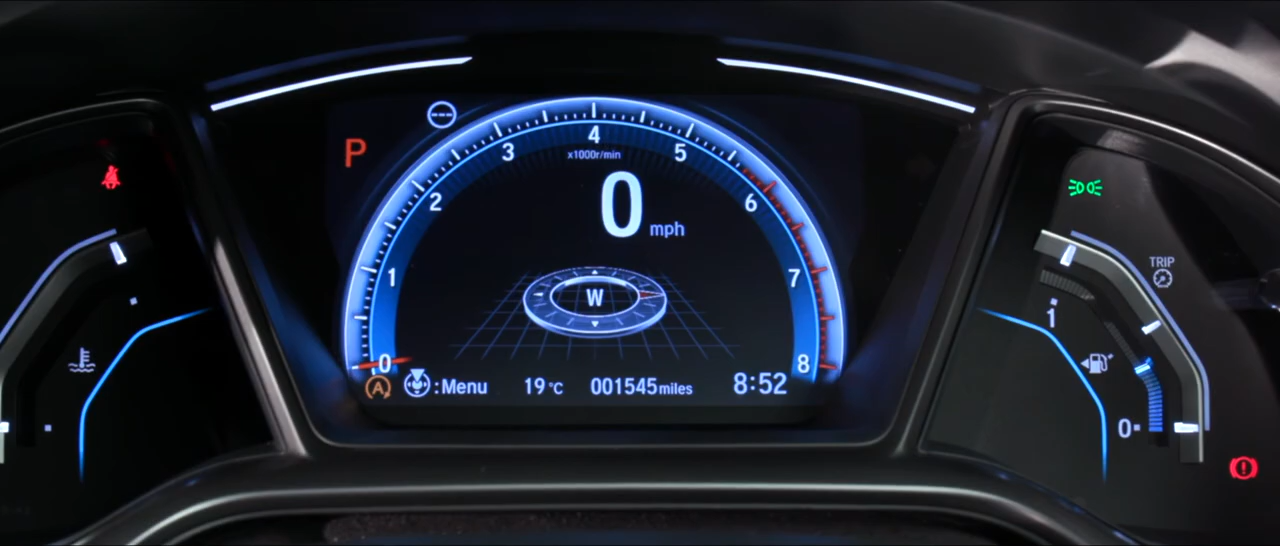 P
0
1
2
3
4
5
6
7
8
x1000r/min
0 mph
W
A
:Menu
19°C
001545miles
8:52
TRIP
1
0